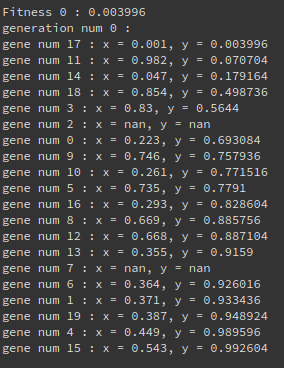 Fitness 0 : 0.003996
generation num 0 :
gene num 17 : x = 0.001, y = 0.003996
gene num 11 : x = 0.982, y = 0.070704
gene num 14 : x = 0.047, y = 0.179164
gene num 18 : x = 0.854, y = 0.498736
gene num 3 : x = 0.83, y = 0.5644
gene num 2 : x = nan, y = nan
gene num 0 : x = 0.223, y = 0.693084
gene num 9 : x = 0.746, y = 0.757936
gene num 10 : x = 0.261, y = 0.771516
gene num 5 : x = 0.735, y = 0.7791
gene num 16 : x = 0.293, y = 0.828604
gene num 8 : x = 0.669, y = 0.885756
gene num 12 : x = 0.668, y = 0.887104
gene num 13 : x = 0.355, y = 0.9159
gene num 7 : x = nan, y = nan
gene num 6 : x = 0.364, y = 0.926016
gene num 1 : x = 0.371, y = 0.933436
gene num 19 : x = 0.387, y = 0.948924
gene num 4 : x = 0.449, y = 0.989596
gene num 15 : x = 0.543, y = 0.992604